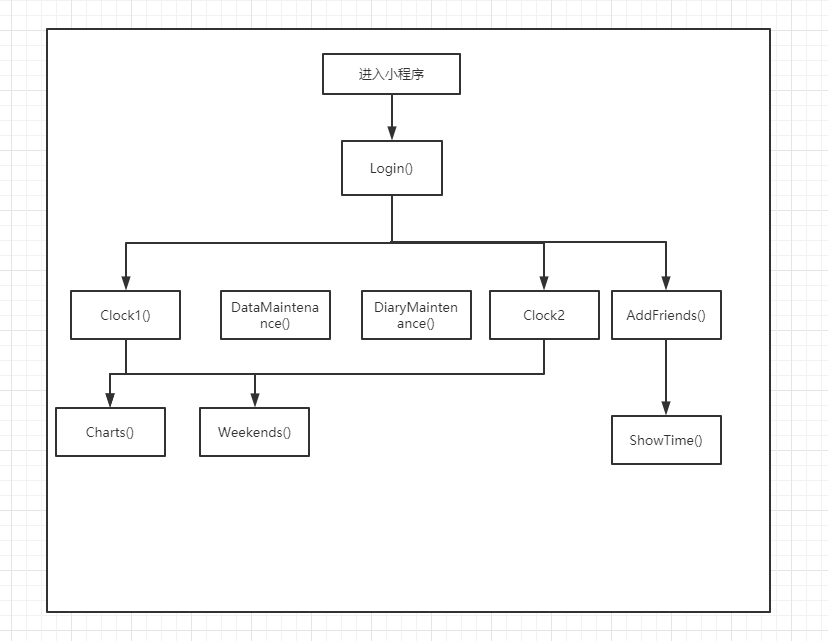 进入小程序
Login()
Clock1()
DataMaintena
nce()
DiaryMainten
ance()
Clock2
AddFriends()
Charts()
Weekends()
ShowTime()